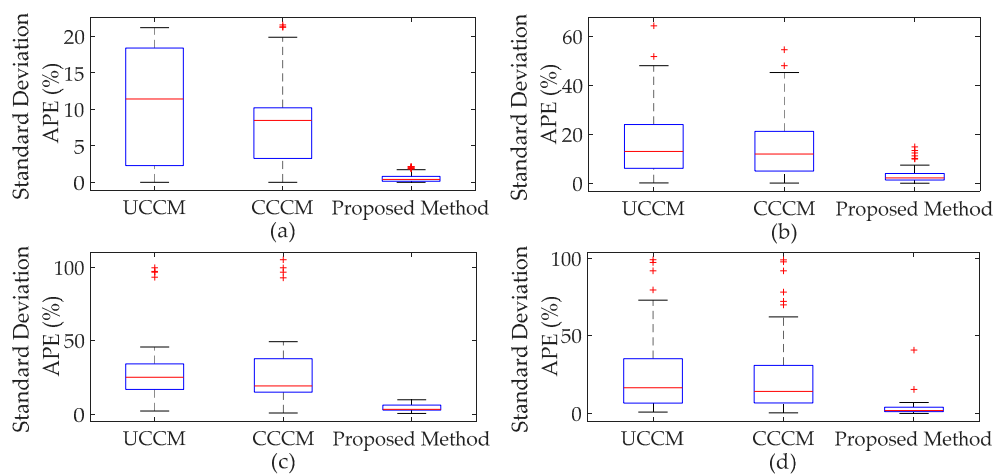 Standard Deviation
APE (%)
20
15
10
5
0
UCCM
CCCM
Proposed Method
(a)
Standard Deviation
APE (%)
60
40
20
0
UCCM
CCCM
Proposed Method
(b)
Standard Deviation
APE (%)
100
50
0
UCCM
CCCM
Proposed Method
(c)
Standard Deviation
APE (%)
100
50
0
UCCM
CCCM
Proposed Method
(d)